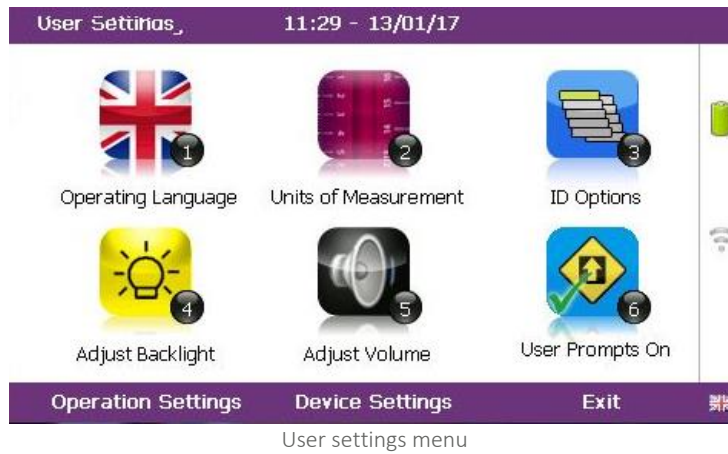 User Settings 11:29 - 13/01/17
1 2 3
Operating Language Units of Measurement ID Options
4 5 6
Adjust Backlight Adjust Volume User Prompts On
Operation Settings Device Settings Exit
User settings menu